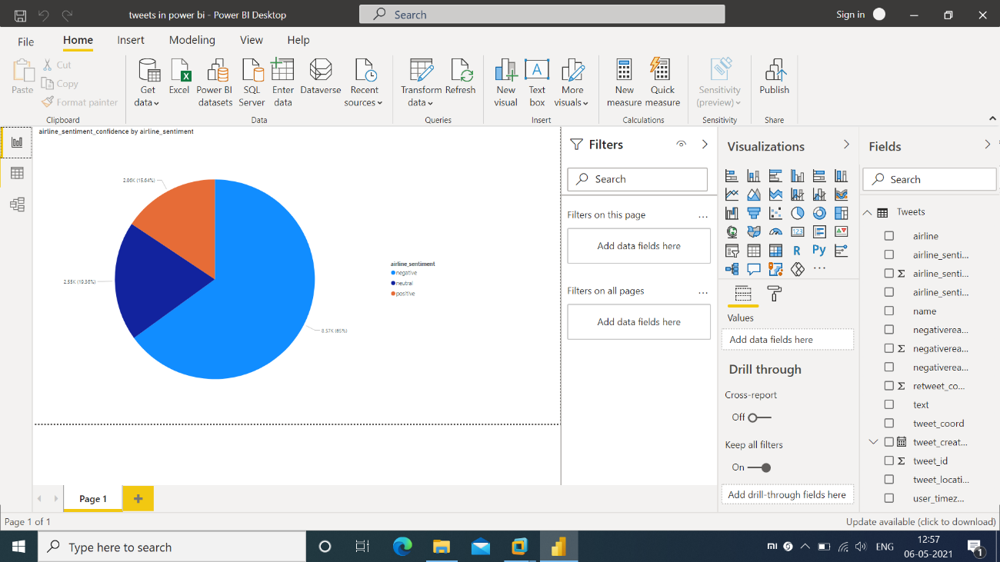 tweets in power bi - Power BI Desktop
Search
Sign in
File
Home
Insert
Modeling
View
Help
Paste
Cut
Copy
Format painter
Clipboard
Get data
Excel
Power BI datasets
SQL Server
Enter data
Dataverse
Recent sources
Data
Transform data
Refresh
Queries
New visual
Text box
More visuals
Insert
New measure
Quick measure
Calculations
Sensitivity (preview)
Sensitivity
Publish
Share
airline_sentiment_confidence by airline_sentiment
2.06K (15.64%)
2.55K (19.36%)
8.57K (65%)
airline_sentiment
negative
neutral
positive
Filters
Search
Filters on this page
...
Add data fields here
Filters on all pages
...
Add data fields here
Visualizations
123
R
Py
...
Values
Add data fields here
Drill through
Cross-report
Off
Keep all filters
On
Add drill-through fields here
Fields
Search
Tweets
airline
airline_senti...
Σ airline_senti...
airline_senti...
name
negativerea...
Σ negativerea...
negativerea...
Σ retweet_co...
text
tweet_coord
tweet_creat...
Σ tweet_id
tweet_locati...
user_timez...
Page 1
+
Page 1 of 1
Update available (click to download)
Type here to search
ENG
12:57
06-05-2021
1